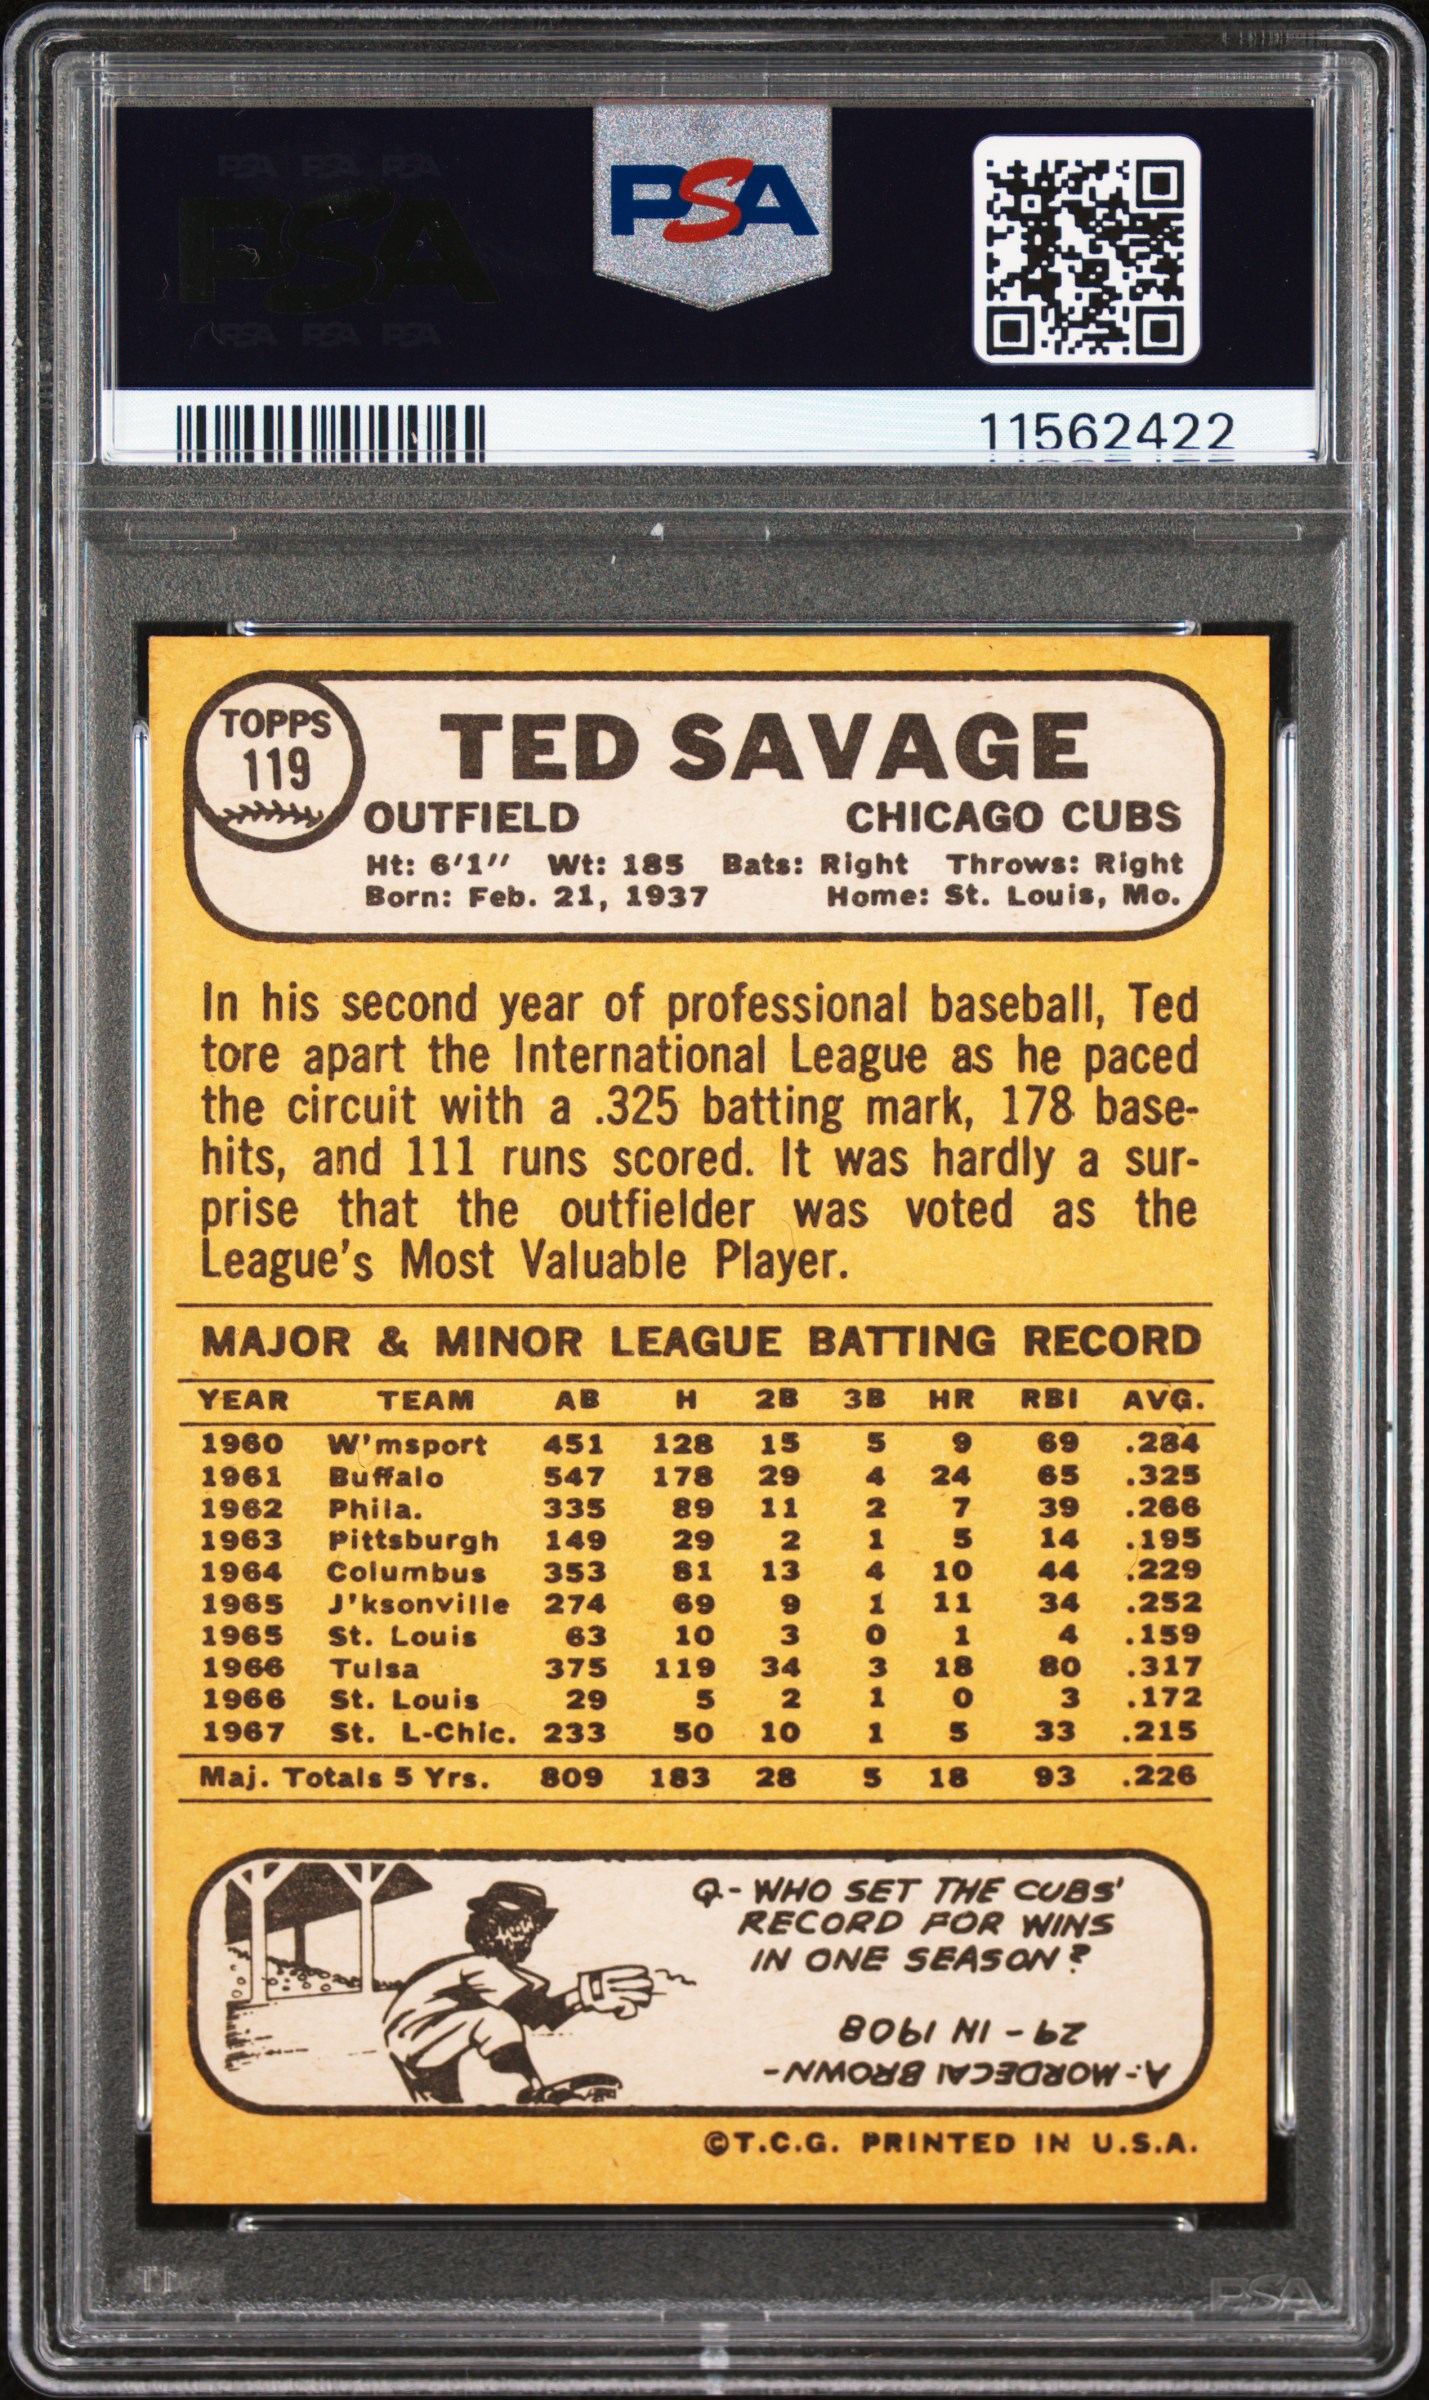 PSA PSA PSA
PSA
PSA PSA PSA
PSA
11562422
TOPPS
119
TED SAVAGE
OUTFIELD CHICAGO CUBS
Ht: 6'1'' Wt: 185 Bats: Right Throws: Right
Born: Feb. 21, 1937 Home: St. Louis, Mo.
In his second year of professional baseball, Ted
tore apart the International League as he paced
the circuit with a .325 batting mark, 178 base-
hits, and 111 runs scored. It was hardly a sur-
prise that the outfielder was voted as the
League's Most Valuable Player.
MAJOR & MINOR LEAGUE BATTING RECORD
YEAR TEAM AB H 2B 3B HR RBI AVG.
1960 W'msport 451 128 15 5 9 69 .284
1961 Buffalo 547 178 29 4 24 65 .325
1962 Phila. 335 89 11 2 7 39 .266
1963 Pittsburgh 149 29 2 1 5 14 .195
1964 Columbus 353 81 13 4 10 44 .229
1965 J'ksonville 274 69 9 1 11 34 .252
1965 St. Louis 63 10 3 0 1 4 .159
1966 Tulsa 375 119 34 3 18 80 .317
1966 St. Louis 29 5 2 1 0 3 .172
1967 St. L-Chic. 233 50 10 1 5 33 .215
Maj. Totals 5 Yrs. 809 183 28 5 18 93 .226
Q.- WHO SET THE CUBS'
RECORD FOR WINS
IN ONE SEASON?
A.- MORDECAI BROWN-
29 - IN 1908
©T.C.G. PRINTED IN U.S.A.
PSA